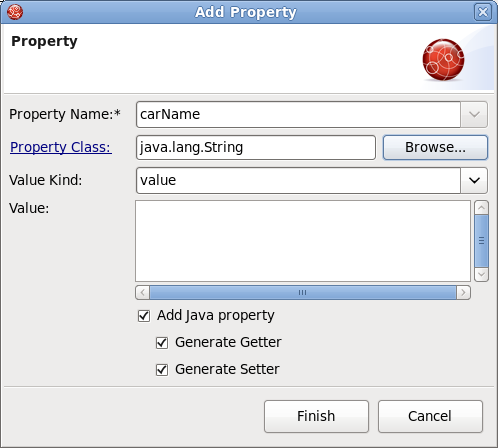 Add Property
Property
Property Name:* carName
Property Class: java.lang.String Browse...
Value Kind: value
Value:
Add Java property
Generate Getter
Generate Setter
Finish Cancel